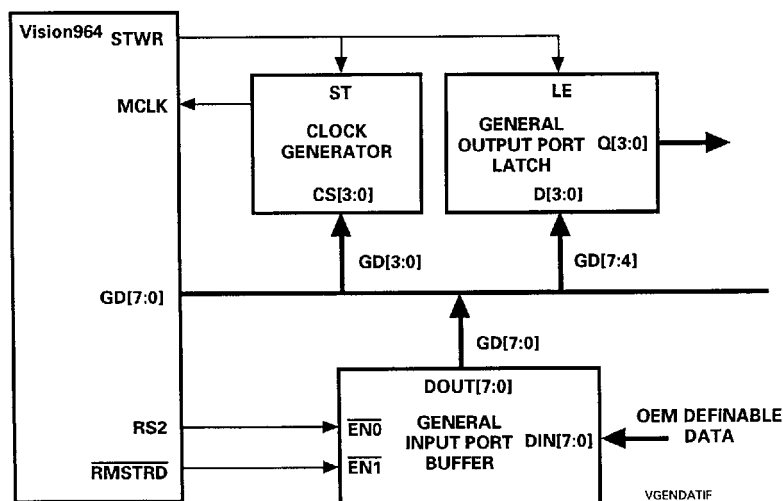 Vision964
STWR
MCLK
ST
CLOCK
GENERATOR
CS[3:0]
LE
GENERAL
OUTPUT PORT
LATCH
Q[3:0]
D[3:0]
GD[3:0]
GD[7:4]
GD[7:0]
GD[7:0]
DOUT[7:0]
RS2
EN0
GENERAL
INPUT PORT
BUFFER
DIN[7:0]
OEM DEFINABLE
DATA
RMSTRD
EN1
VGENDATIF